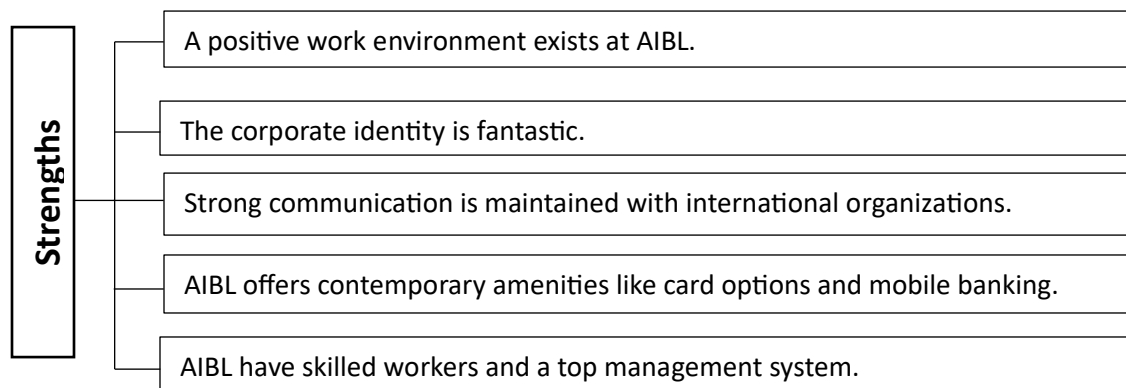 Strengths
A positive work environment exists at AIBL.
The corporate identity is fantastic.
Strong communication is maintained with international organizations.
AIBL offers contemporary amenities like card options and mobile banking.
AIBL have skilled workers and a top management system.